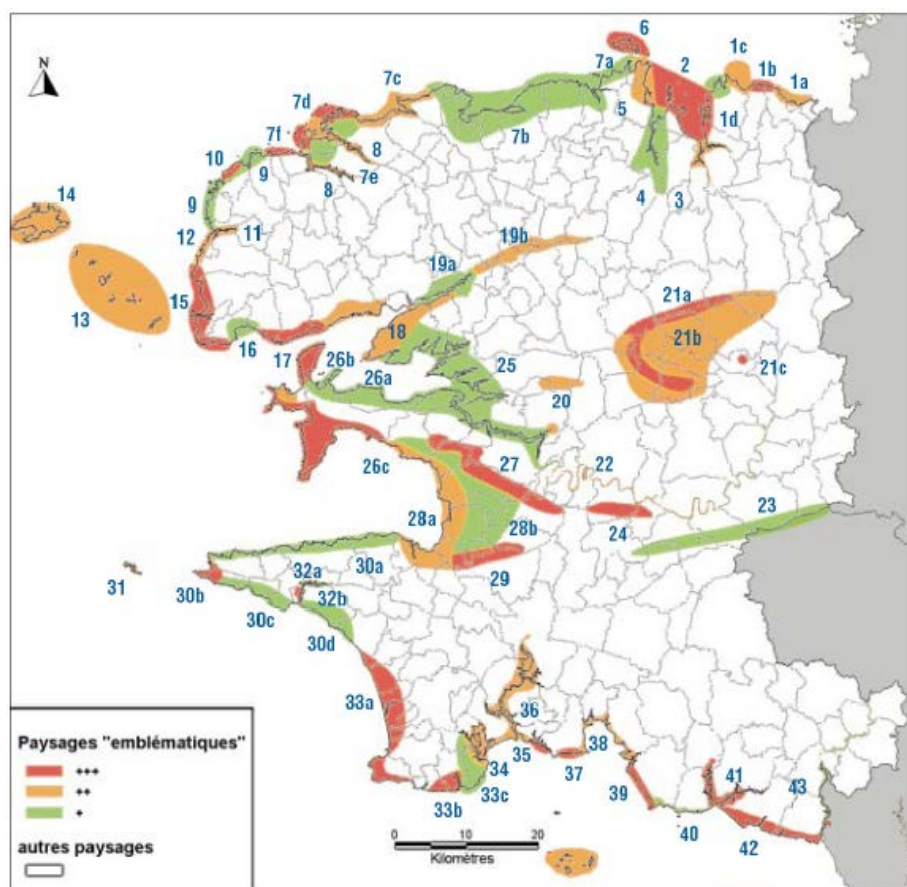 6
1c
7a
2
1b
7c
1a
7d
5
7f
1d
8
7b
10
9
7e
8
4
3
14
9
11
12
19b
19a
21a
13
15
18
21b
16
25
17
26b
26a
21c
20
27
22
26c
23
28a
28b
24
31
30b
32a
30a
29
30c
32b
30d
33a
36
N
Paysages "emblématiques"
+++
++
+
autres paysages
35
38
34
37
41
43
33b
33c
39
40
42
0 10 20
Kilomètres